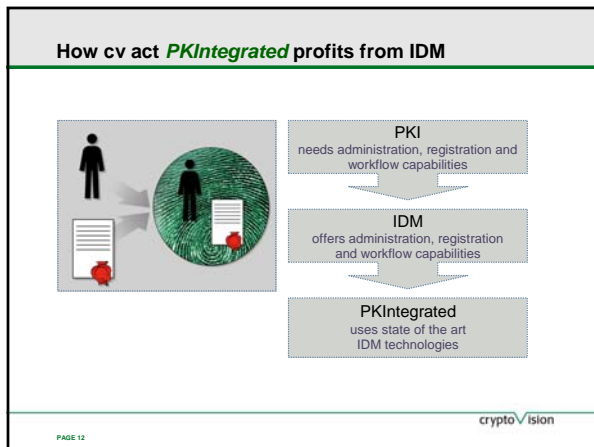 How cv act PKIntegrated profits from IDM
PKI
needs administration, registration and
workflow capabilities
IDM
offers administration, registration
and workflow capabilities
PKIntegrated
uses state of the art
IDM technologies
cryptovision
PAGE 12